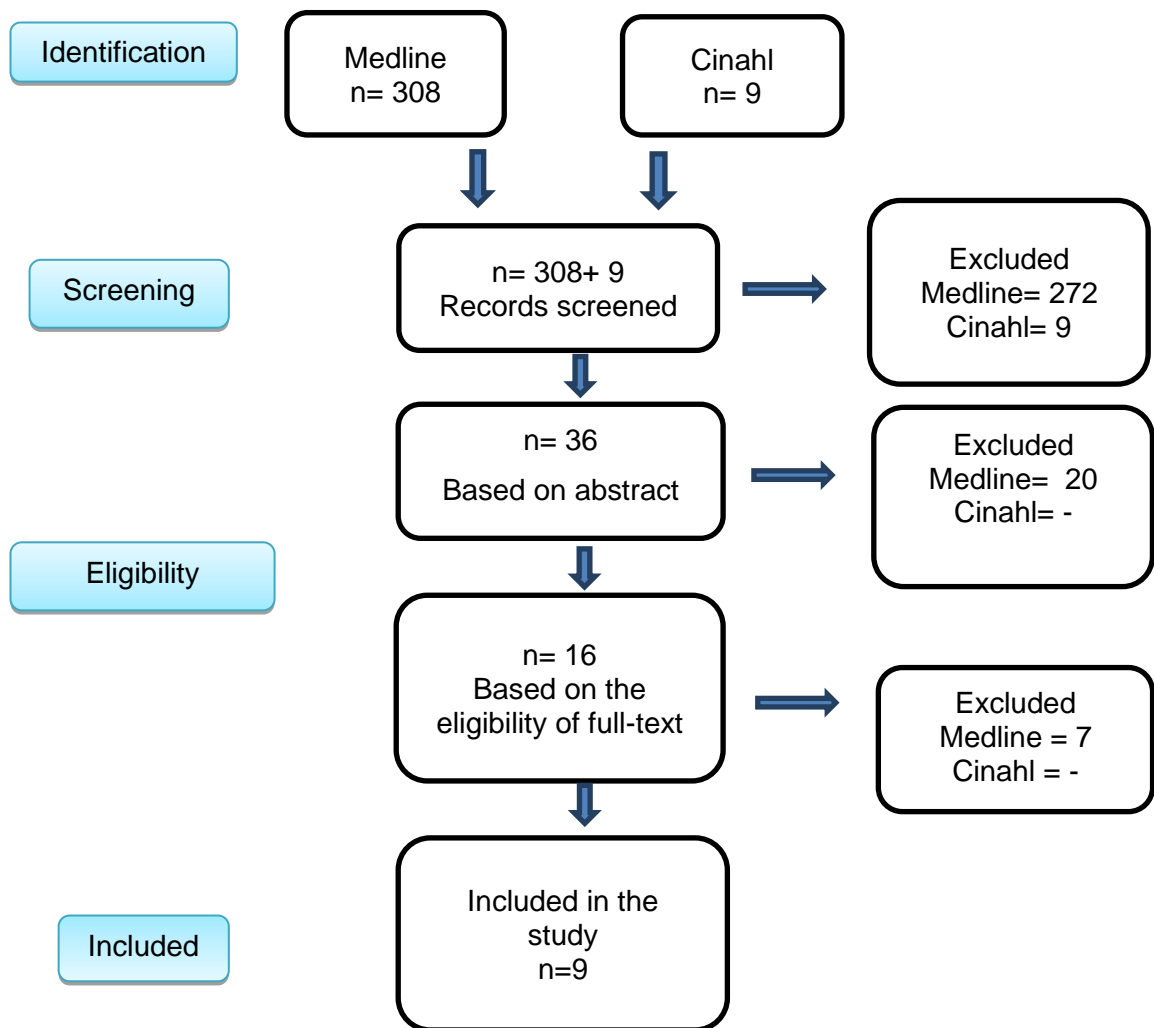 Identification
Medline
n= 308
Cinahl
n= 9
Screening
n= 308+ 9
Records screened
Excluded
Medline= 272
Cinahl= 9
n= 36
Based on abstract
Excluded
Medline=  20
Cinahl= -
Eligibility
n= 16
Based on the
eligibility of full-text
Excluded
Medline = 7
Cinahl = -
Included
Included in the
study
n=9